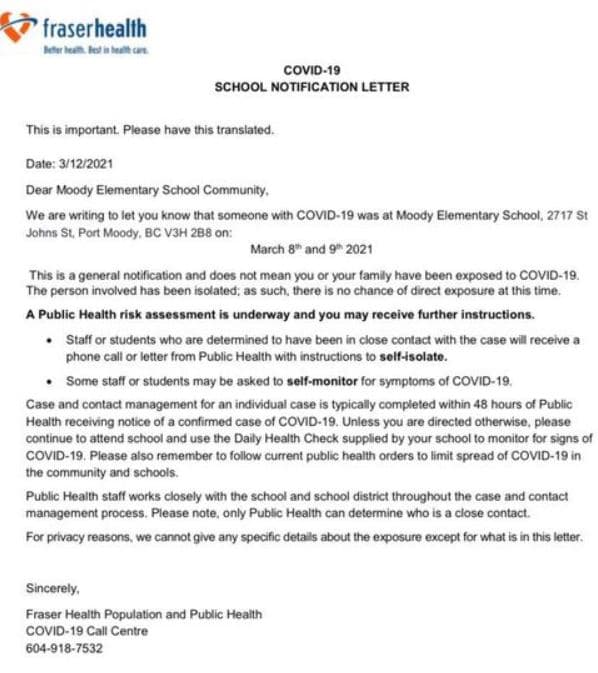 fraserhealth
Better health. Best in health care.
COVID-19
SCHOOL NOTIFICATION LETTER
This is important. Please have this translated.
Date: 3/12/2021
Dear Moody Elementary School Community,
We are writing to let you know that someone with COVID-19 was at Moody Elementary School, 2717 St
Johns St, Port Moody, BC V3H 2B8 on:
March 8th and 9th 2021
This is a general notification and does not mean you or your family have been exposed to COVID-19.
The person involved has been isolated; as such, there is no chance of direct exposure at this time.
A Public Health risk assessment is underway and you may receive further instructions.
• Staff or students who are determined to have been in close contact with the case will receive a
phone call or letter from Public Health with instructions to self-isolate.
• Some staff or students may be asked to self-monitor for symptoms of COVID-19.
Case and contact management for an individual case is typically completed within 48 hours of Public
Health receiving notice of a confirmed case of COVID-19. Unless you are directed otherwise, please
continue to attend school and use the Daily Health Check supplied by your school to monitor for signs of
COVID-19. Please also remember to follow current public health orders to limit spread of COVID-19 in
the community and schools.
Public Health staff works closely with the school and school district throughout the case and contact
management process. Please note, only Public Health can determine who is a close contact.
For privacy reasons, we cannot give any specific details about the exposure except for what is in this letter.
Sincerely,
Fraser Health Population and Public Health
COVID-19 Call Centre
604-918-7532